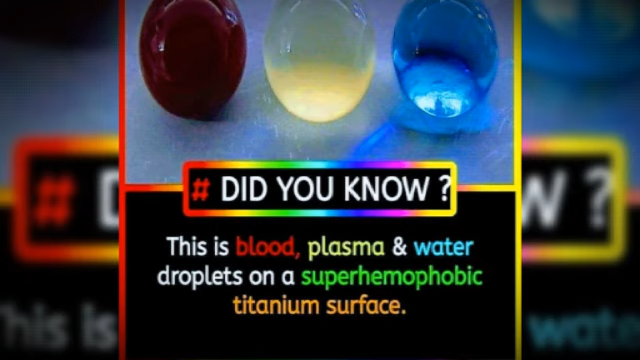 # DID YOU KNOW ?
This is blood, plasma & water
droplets on a superhemophobic
titanium surface.